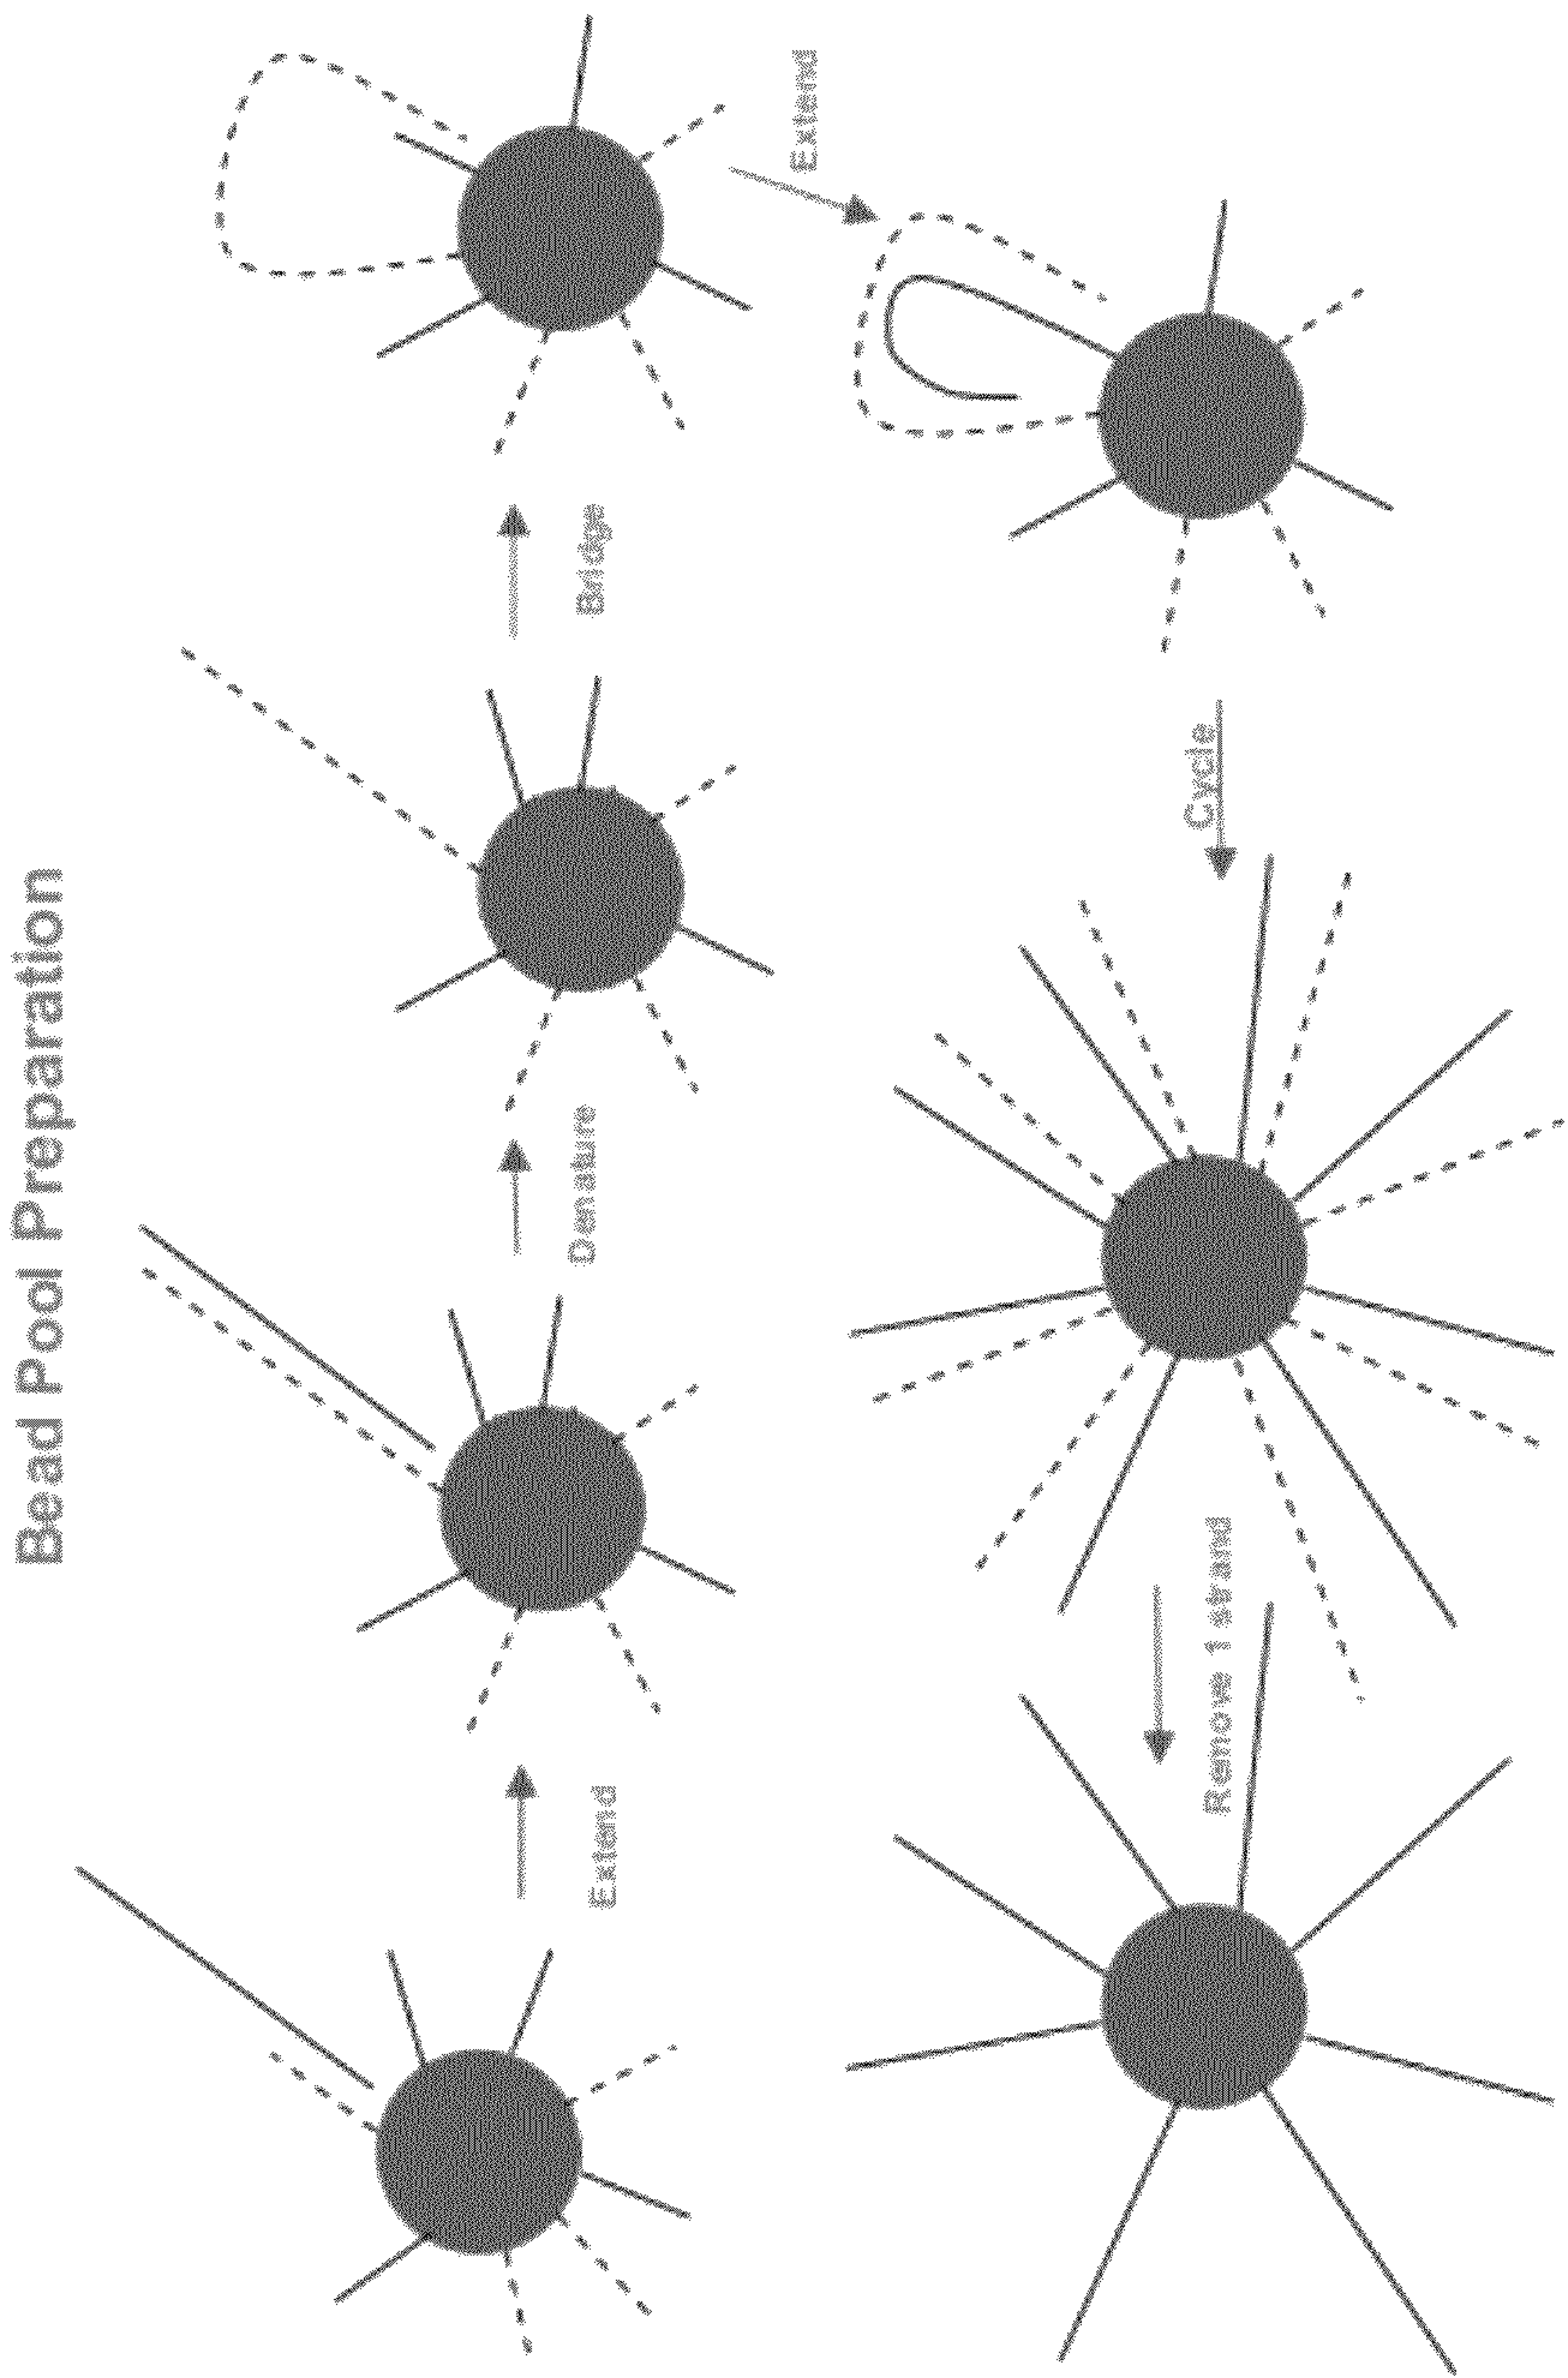 Bead Pool Preparation
Extend
Denature
Bridge
Extend
Cycle
Remove 1 strand